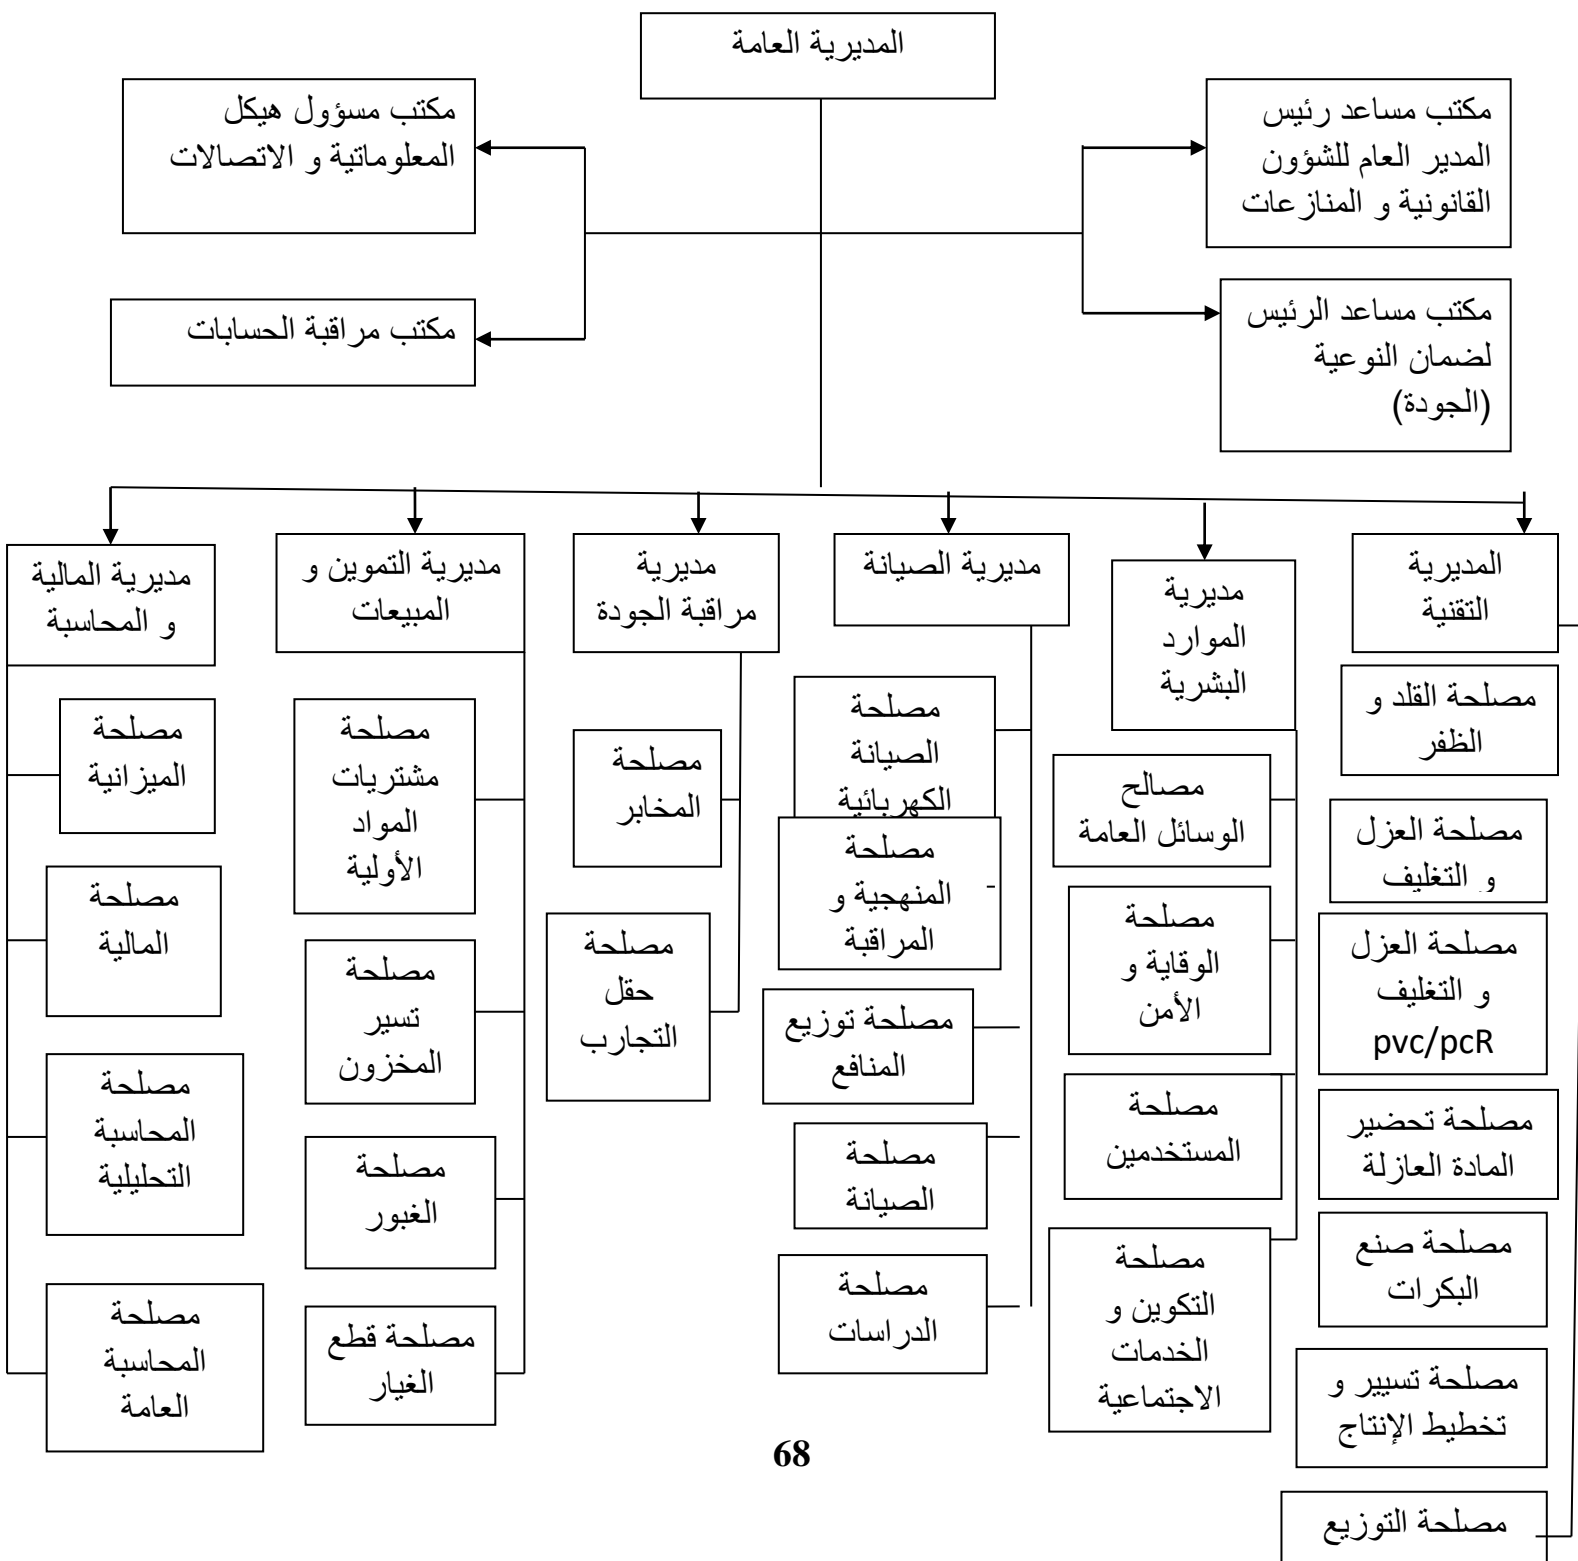 المديرية العامة
مكتب مساعد رئيس
المدير العام للشؤون
القانونية و المنازعات
مكتب مسؤول هيكل
المعلوماتية و الاتصالات
مكتب مساعد الرئيس
لضمان النوعية
(الجودة)
مكتب مراقبة الحسابات
المديرية
التقنية
مديرية
الموارد
البشرية
مديرية الصيانة
مديرية
مراقبة الجودة
مديرية التموين و
المبيعات
مديرية المالية
و المحاسبة
مصلحة القلد و
الظفر
مصلحة العزل
و التغليف
مصلحة العزل
و التغليف
pvc/pcR
مصلحة تحضير
المادة العازلة
مصلحة صنع
البكرات
مصلحة تسيير و
تخطيط الإنتاج
مصلحة التوزيع
مصالح
الوسائل العامة
مصلحة
الوقاية و
الأمن
مصلحة
المستخدمين
مصلحة
التكوين و
الخدمات
الاجتماعية
مصلحة
الصيانة
الكهربائية
مصلحة
المنهجية و
المراقبة
مصلحة توزيع
المنافع
مصلحة
الصيانة
مصلحة
الدراسات
مصلحة
المخابر
مصلحة
حقل
التجارب
مصلحة
مشتريات
المواد
الأولية
مصلحة
تسير
المخزون
مصلحة
الغبور
مصلحة قطع
الغيار
مصلحة
الميزانية
مصلحة
المالية
مصلحة
المحاسبة
التحليلية
مصلحة
المحاسبة
العامة
68